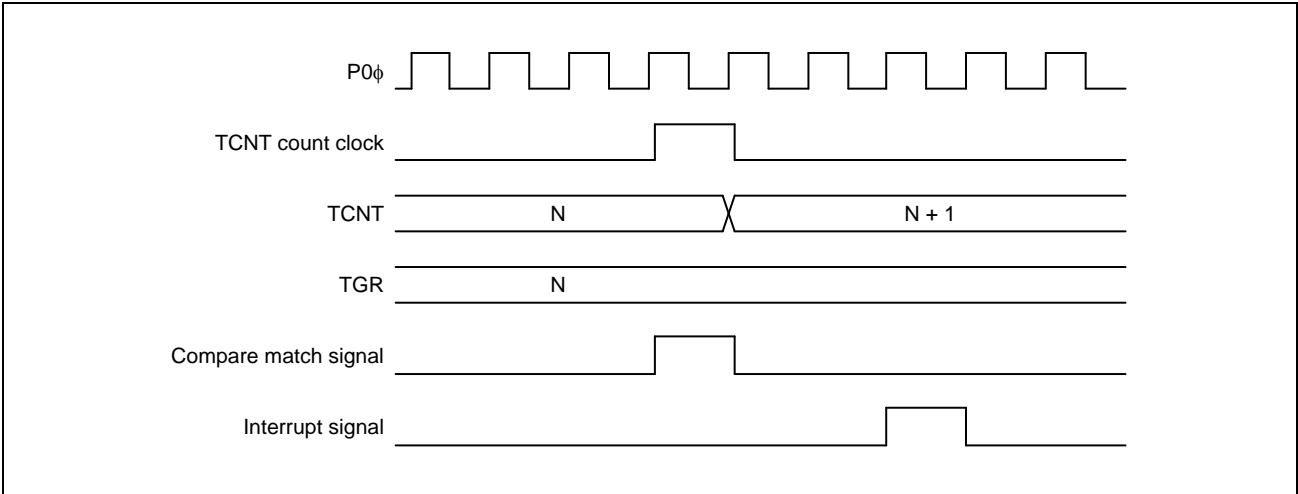 P0ϕ
TCNT count clock
TCNT N N + 1
TGR N
Compare match signal
Interrupt signal